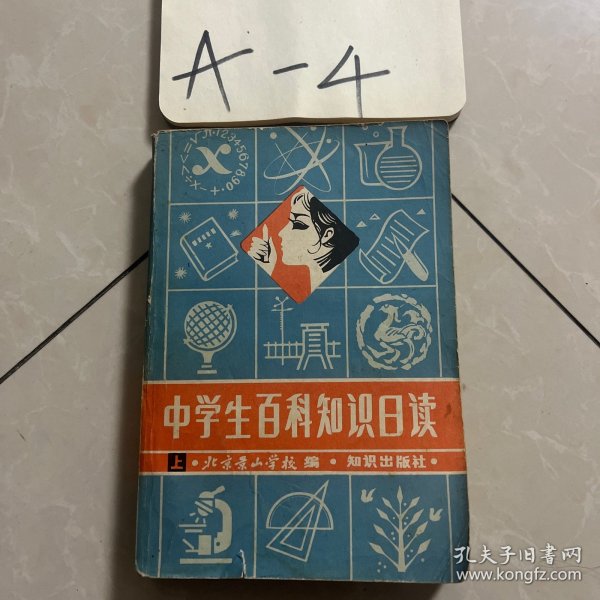 A-4
x
1234567890
中学生百科知识日读
上·北京景山学校 编·知识出版社·
孔夫子旧书网
www.kongfz.com